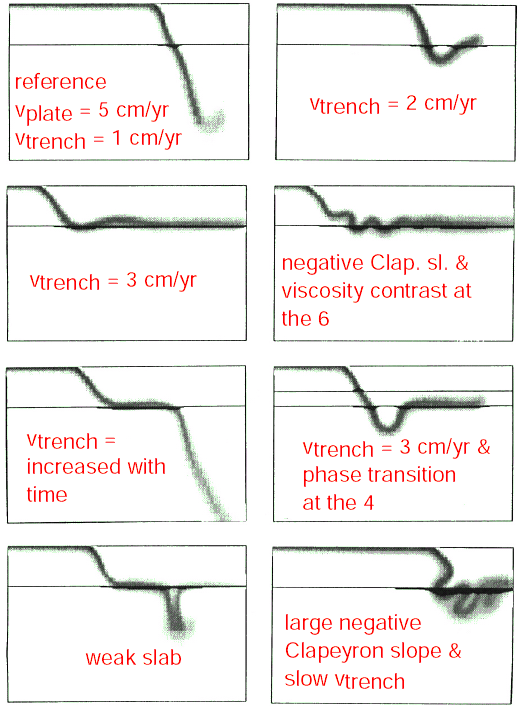 reference
vplate = 5 cm/yr
vtrench = 1 cm/yr
vtrench = 2 cm/yr
vtrench = 3 cm/yr
negative Clap. sl. &
viscosity contrast at
the 6
vtrench =
increased with
time
vtrench = 3 cm/yr &
phase transition
at the 4
weak slab
large negative
Clapeyron slope &
slow vtrench